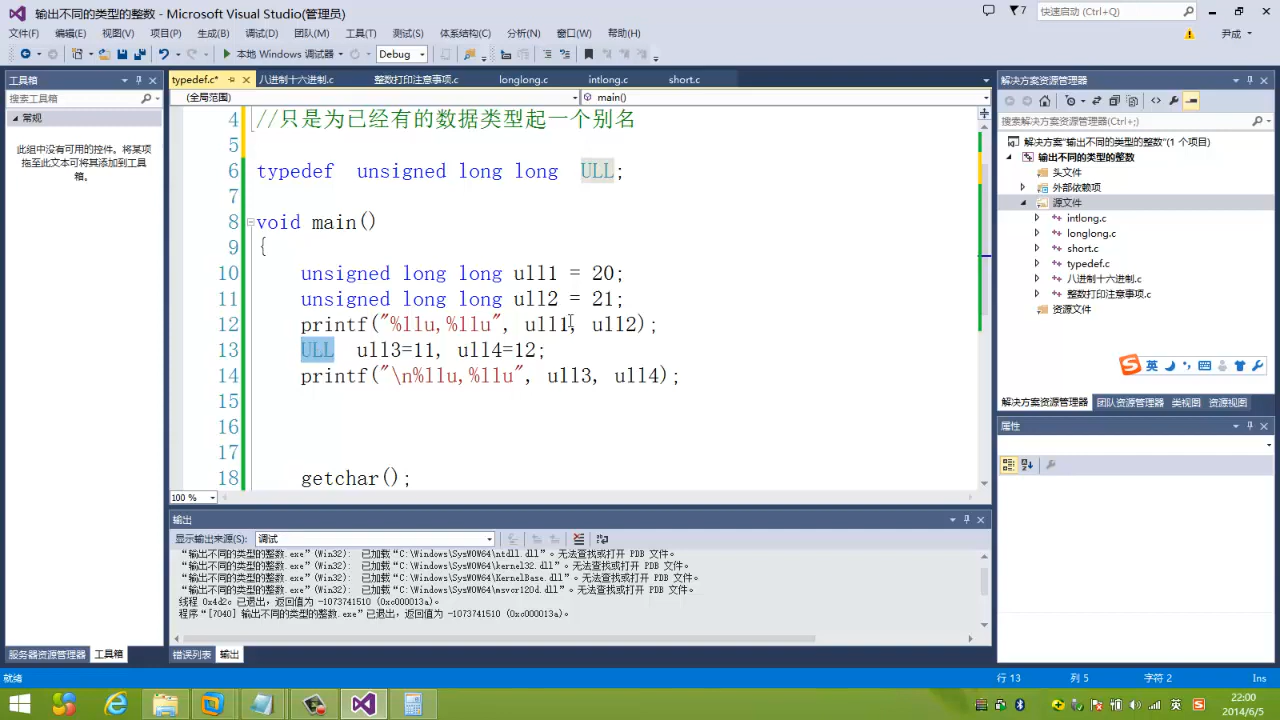 输出不同的类型的整数 - Microsoft Visual Studio(管理员)
7
快速启动 (Ctrl+Q)
文件(F) 编辑(E) 视图(V) 项目(P) 生成(B) 调试(D) 团队(M) 工具(T) 测试(S) 体系结构(C) 分析(N) 窗口(W) 帮助(H)
尹成
本地 Windows 调试器 Debug
工具箱
搜索工具箱
常规
此组中没有可用的控件。将某项拖至此文本可将其添加到工具箱。
服务器资源管理器 工具箱
typedef.c* 八进制十六进制.c 整数打印注意事项.c longlong.c intlong.c short.c
(全局范围) main()
4 //只是为已经有的数据类型起一个别名
5
6 typedef  unsigned long long  ULL;
7
8 void main()
9 {
10 unsigned long long ull1 = 20;
11 unsigned long long ull2 = 21;
12 printf("%llu,%llu", ull1, ull2);
13 ULL  ull3=11, ull4=12;
14 printf("\n%llu,%llu", ull3, ull4);
15
16
17
18 getchar();
100 %
输出
显示输出来源(S): 调试
“输出不同的类型的整数.exe”(Win32): 已加载“C:\Windows\SysWOW64\ntdll.dll”。无法查找或打开 PDB 文件。
“输出不同的类型的整数.exe”(Win32): 已加载“C:\Windows\SysWOW64\kernel32.dll”。无法查找或打开 PDB 文件。
“输出不同的类型的整数.exe”(Win32): 已加载“C:\Windows\SysWOW64\KernelBase.dll”。无法查找或打开 PDB 文件。
“输出不同的类型的整数.exe”(Win32): 已加载“C:\Windows\SysWOW64\msvcr120d.dll”。无法查找或打开 PDB 文件。
线程 0x4d2c 已退出，返回值为 -1073741510 (0xc000013a)。
程序“[7040] 输出不同的类型的整数.exe”已退出，返回值为 -1073741510 (0xc000013a)。
错误列表 输出
解决方案资源管理器
搜索解决方案资源管理器(Ctrl+;)
解决方案“输出不同的类型的整数”(1 个项目)
输出不同的类型的整数
头文件
外部依赖项
源文件
intlong.c
longlong.c
short.c
typedef.c
八进制十六进制.c
整数打印注意事项.c
资源文件
英
解决方案资源管理器 团队资源管理器 类视图 资源视图
属性
就绪 行 13 列 5 字符 2 Ins
英
22:00
2014/6/5